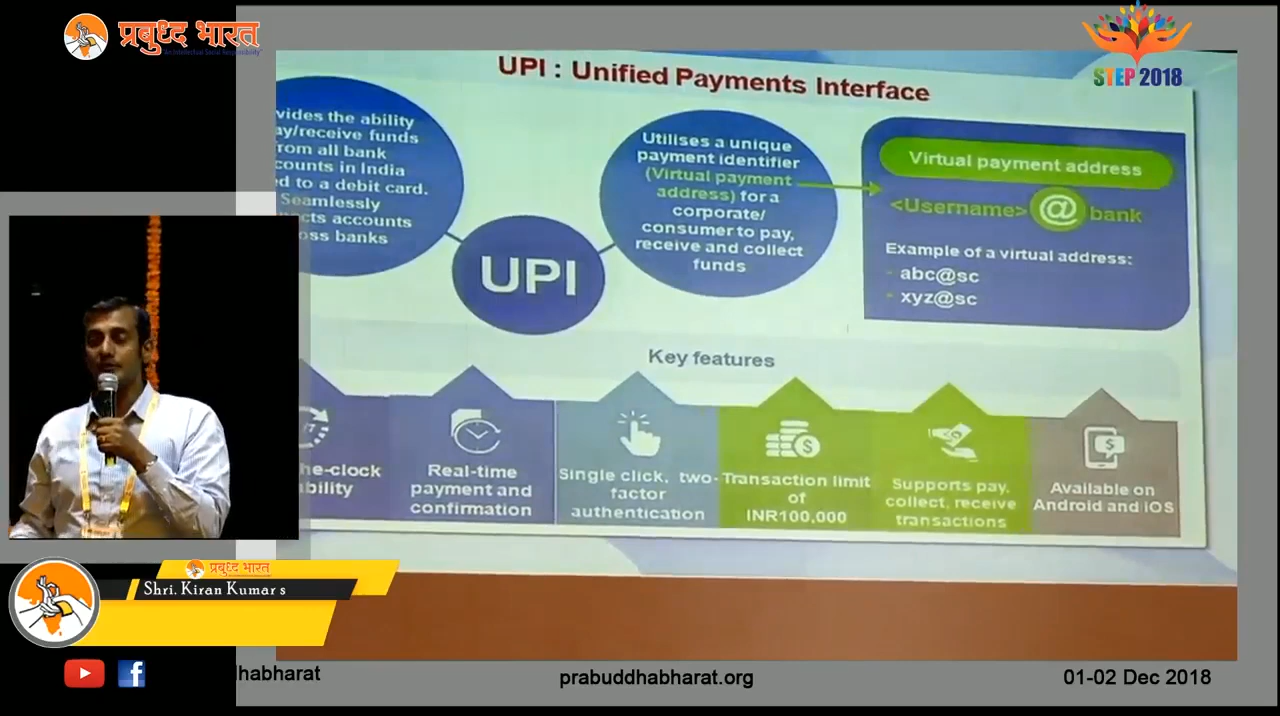 प्रबुध्द भारत
STEP 2018
UPI : Unified Payments Interface
vides the ability
ay/receive funds
rom all bank
counts in India
ed to a debit card.
Seamlessly
ects accounts
oss banks
UPI
Utilises a unique
payment identifier
(Virtual payment
address) for a
corporate/
consumer to pay,
receive and collect
funds
Virtual payment address
<Username> @ bank
Example of a virtual address:
- abc@sc
- xyz@sc
Key features
he-clock
bility
Real-time
payment and
confirmation
Single click, two-
factor
authentication
Transaction limit
of
INR100,000
Supports pay,
collect, receive
transactions
Available on
Android and iOS
प्रबुध्द भारत
Shri. Kiran Kumar s
lhabharat
prabuddhabharat.org
01-02 Dec 2018